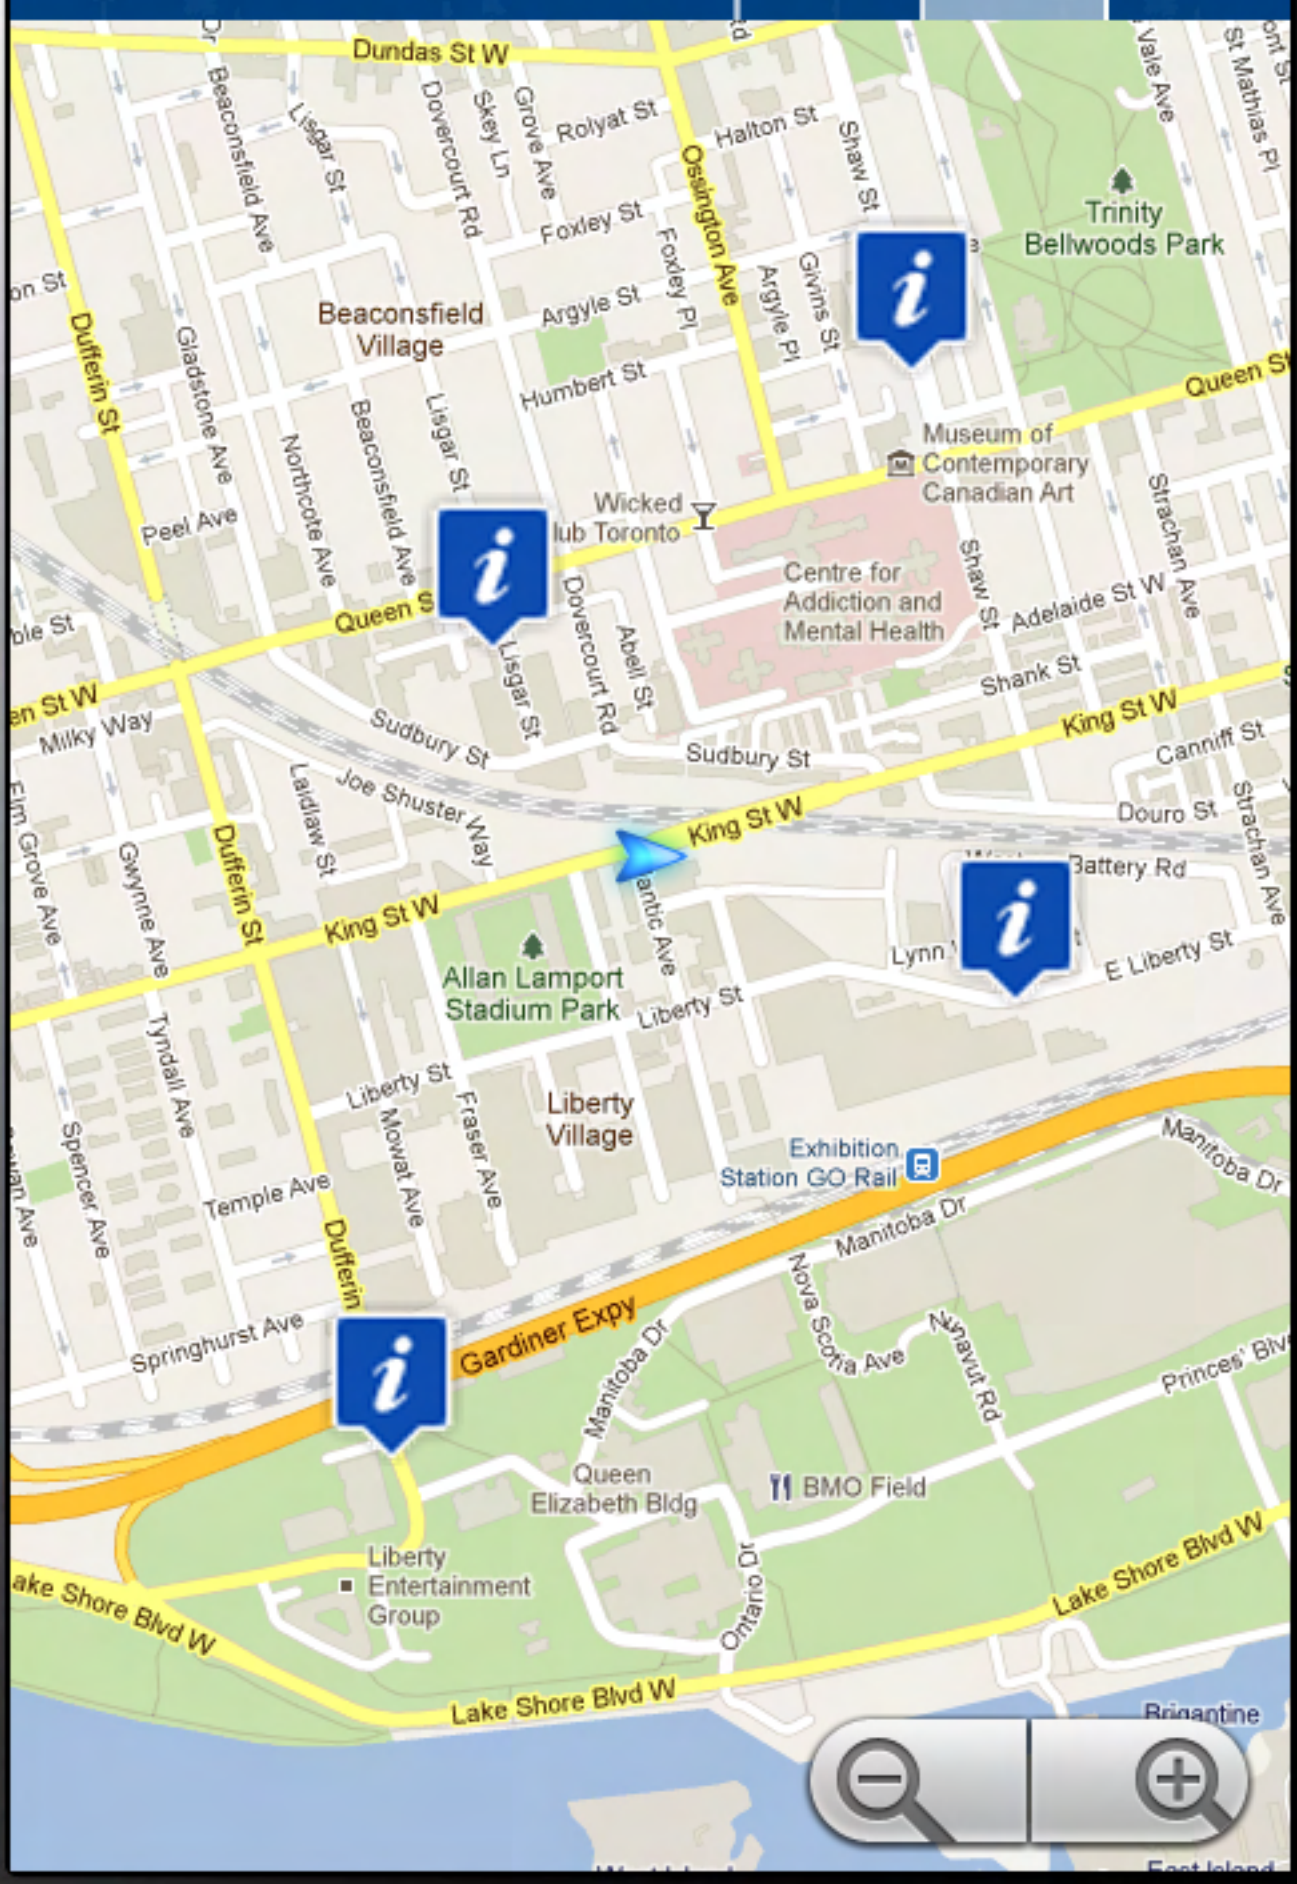 Dundas St W
Beaconsfield Ave
Lisgar St
Dovercourt Rd
Skey Ln
Grove Ave
Rolyat St
Halton St
Ossington Ave
Shaw St
Vale Ave
St Mathias Pl
Trinity
Bellwoods Park
Foxley St
Foxley Pl
Argyle St
Argyle Pl
Givins St
Beaconsfield
Village
Dufferin St
Gladstone Ave
Humbert St
Queen St
Northcote Ave
Beaconsfield Ave
Lisgar St
Museum of
Contemporary
Canadian Art
Wicked
lub Toronto
Peel Ave
Strachan Ave
Centre for
Addiction and
Mental Health
Shaw St
Adelaide St W
Queen S
Dovercourt Rd
Abell St
Lisgar St
Shank St
en St W
Milky Way
King St W
Sudbury St
Sudbury St
Canniff St
Joe Shuster Way
Laidlaw St
Douro St
Strachan Ave
King St W
Elm Grove Ave
Gwynne Ave
Dufferin St
King St W
antic Ave
Battery Rd
Lynn
E Liberty St
Allan Lamport
Stadium Park
Liberty St
Tyndall Ave
Liberty St
Mowat Ave
Fraser Ave
Liberty
Village
Spencer Ave
Temple Ave
Exhibition
Station GO Rail
Manitoba Dr
Manitoba Dr
Dufferin
Springhurst Ave
Gardiner Expy
Manitoba Dr
Nova Scotia Ave
Nunavut Rd
Princes' Blv
Queen
Elizabeth Bldg
BMO Field
Liberty
Entertainment
Group
Ontario Dr
ake Shore Blvd W
Lake Shore Blvd W
Lake Shore Blvd W
Brigantine